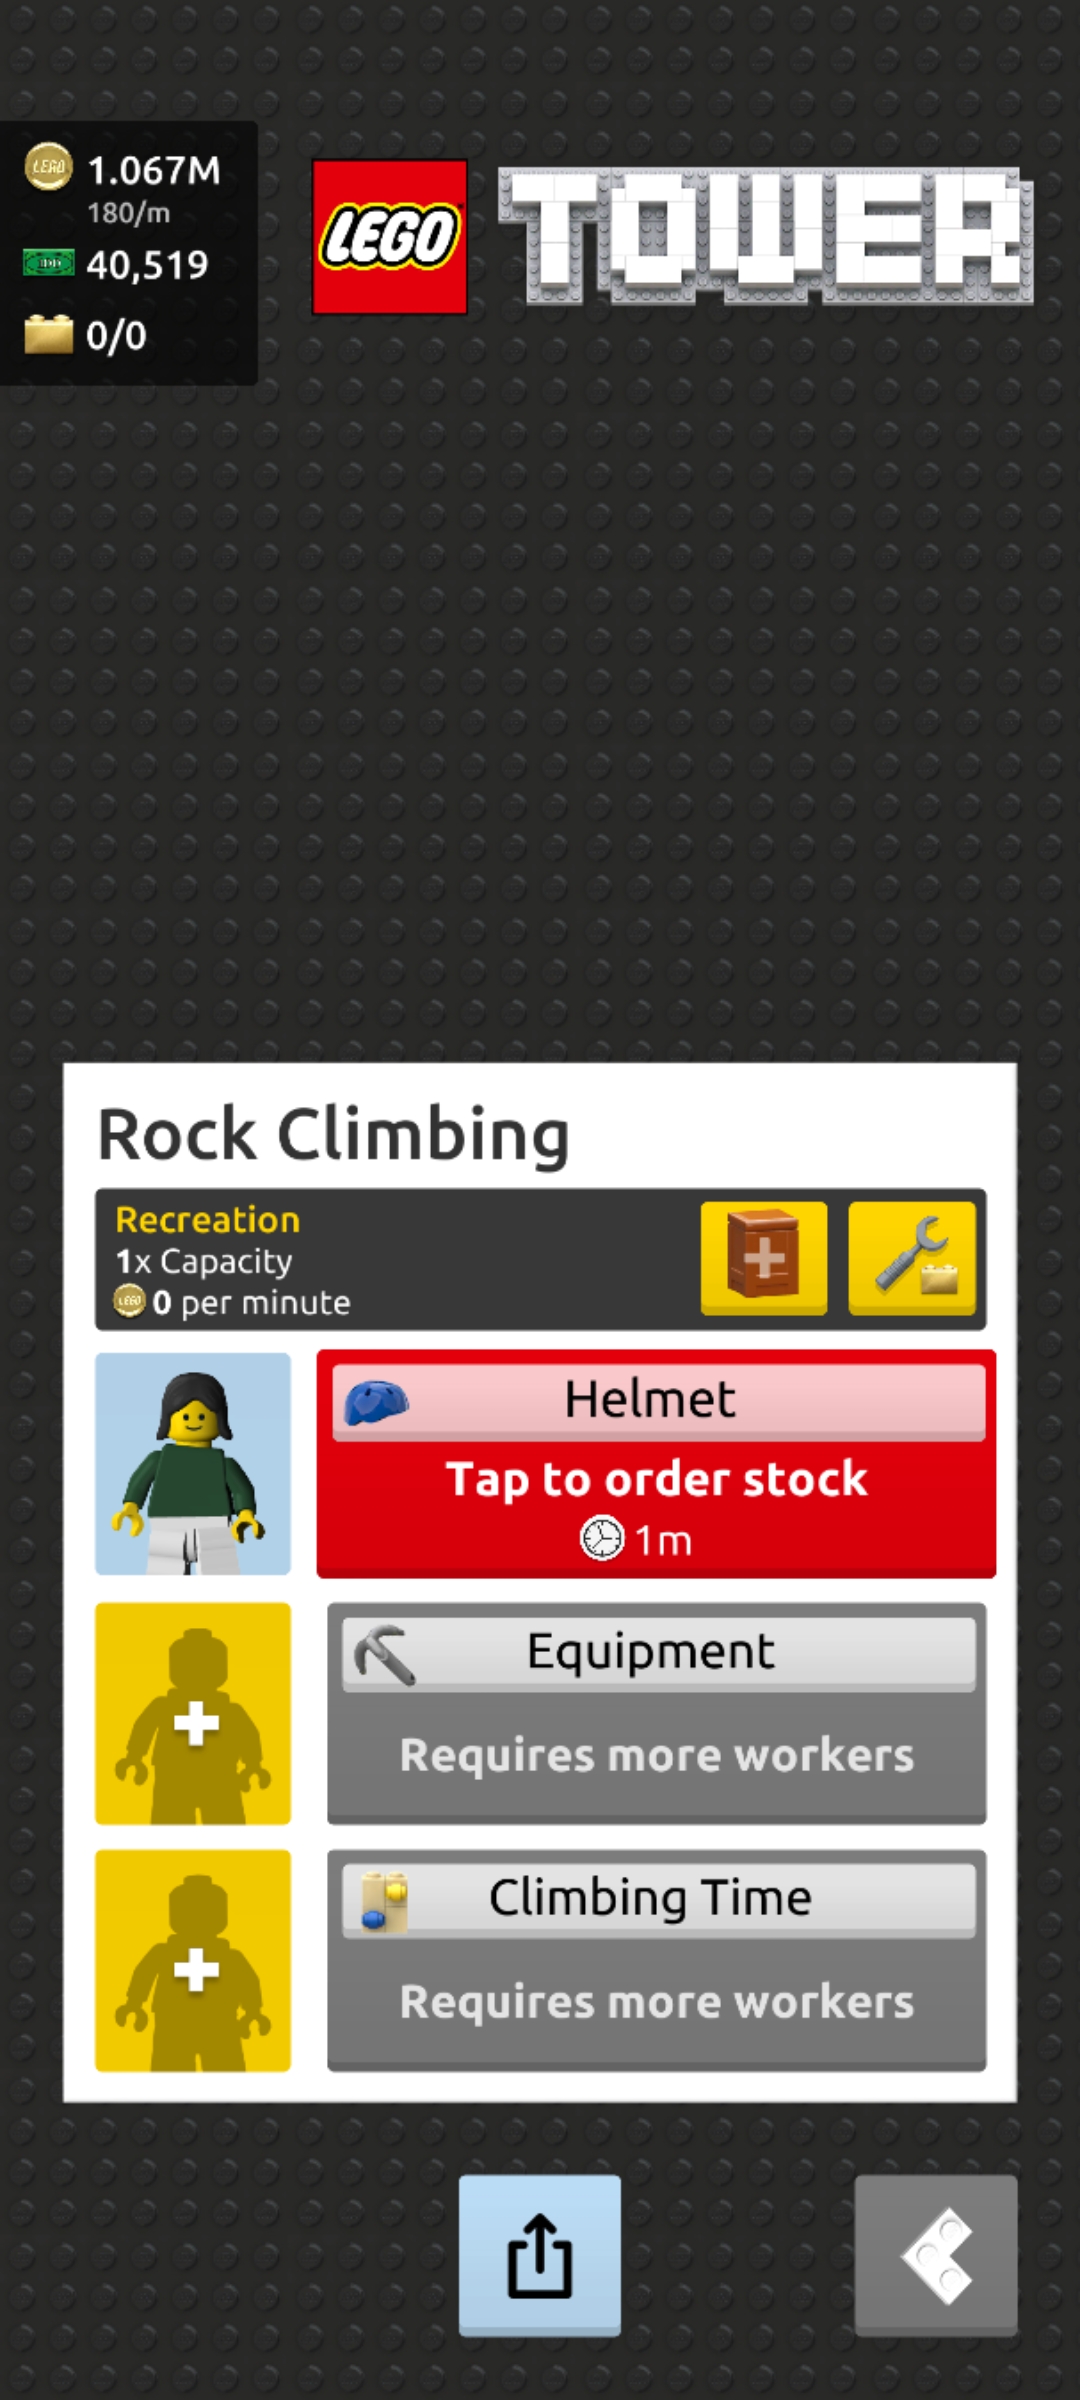 1.067M
180/m
40,519
0/0
LEGO TOWER
Rock Climbing
Recreation
1x Capacity
0 per minute
Helmet
Tap to order stock
1m
Equipment
Requires more workers
Climbing Time
Requires more workers